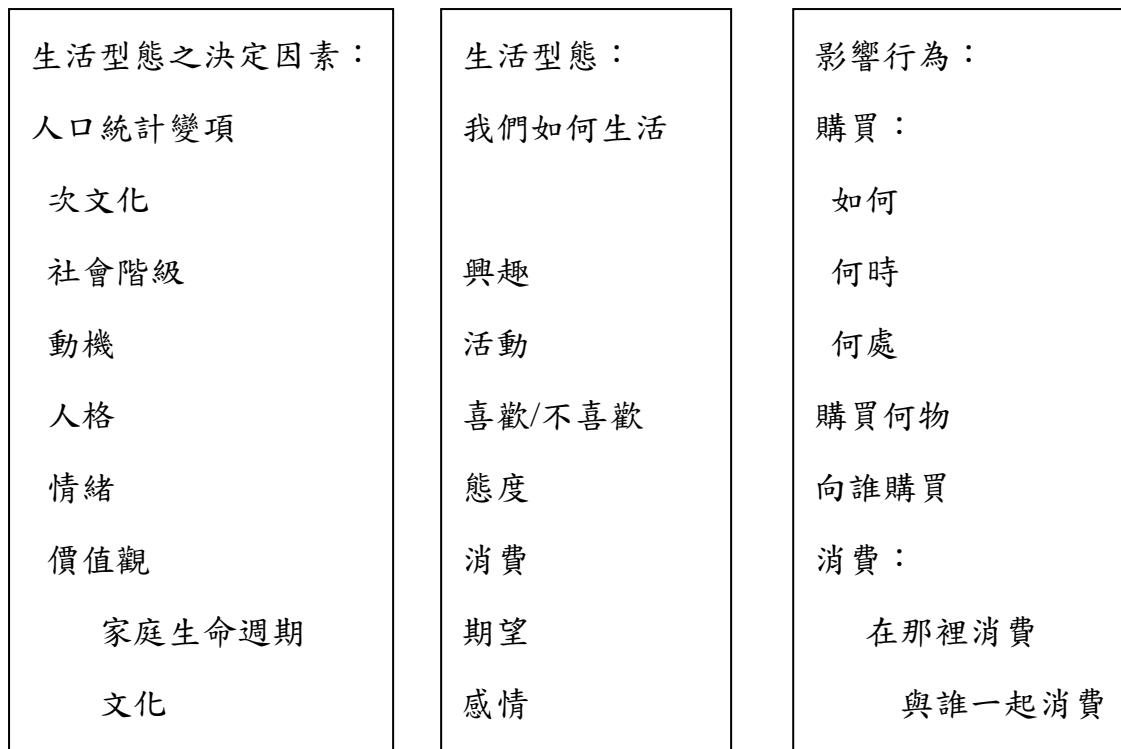 生活型態之決定因素：
人口統計變項
次文化
社會階級
動機
人格
情緒
價值觀
家庭生命週期
文化
生活型態：
我們如何生活
興趣
活動
喜歡/不喜歡
態度
消費
期望
感情
影響行為：
購買：
如何
何時
何處
購買何物
向誰購買
消費：
在那裡消費
與誰一起消費